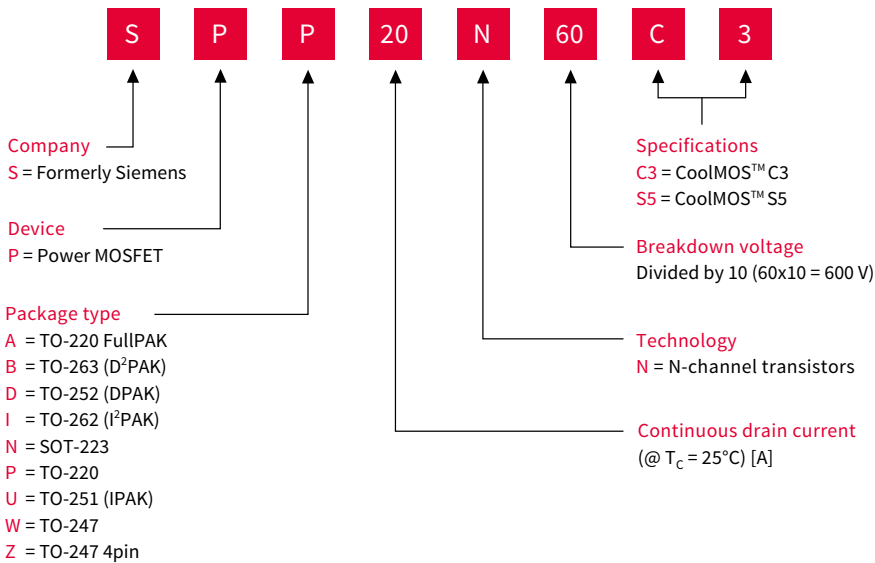 S P P 20 N 60 C 3
Company
S = Formerly Siemens
Device
P = Power MOSFET
Package type
A = TO-220 FullPAK
B = TO-263 (D²PAK)
D = TO-252 (DPAK)
I = TO-262 (I²PAK)
N = SOT-223
P = TO-220
U = TO-251 (IPAK)
W = TO-247
Z = TO-247 4pin
Specifications
C3 = CoolMOS™ C3
S5 = CoolMOS™ S5
Breakdown voltage
Divided by 10 (60x10 = 600 V)
Technology
N = N-channel transistors
Continuous drain current
(@ T_C = 25°C) [A]